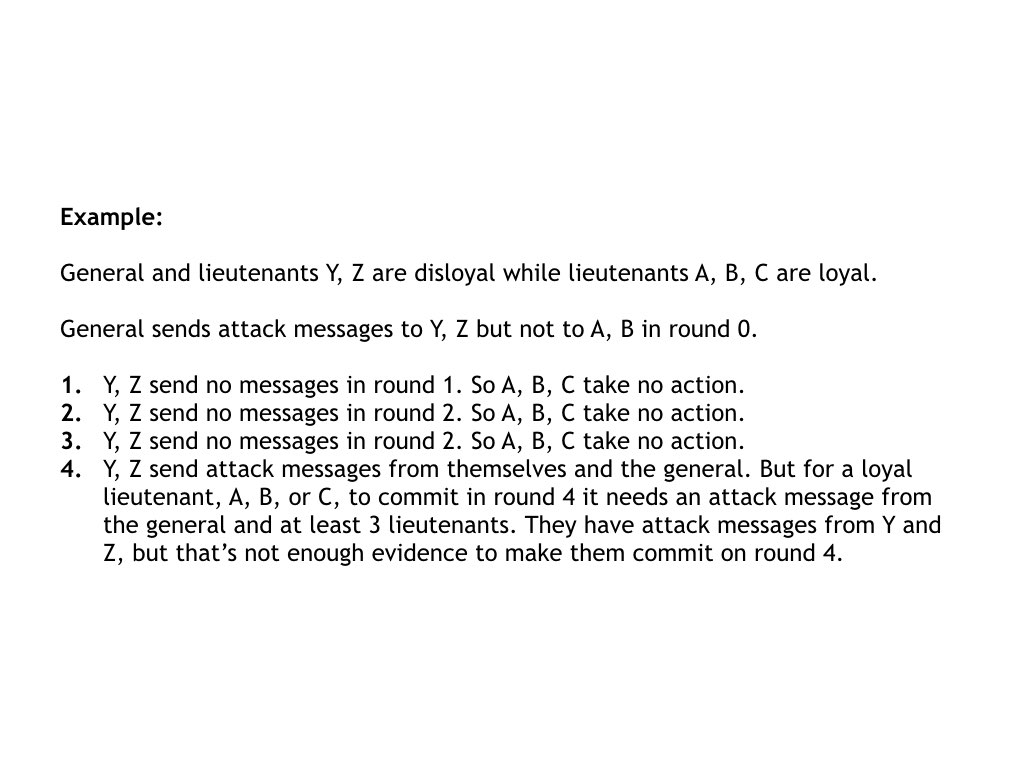 Example:
General and lieutenants Y, Z are disloyal while lieutenants A, B, C are loyal.
General sends attack messages to Y, Z but not to A, B in round 0.
1. Y, Z send no messages in round 1. So A, B, C take no action.
2. Y, Z send no messages in round 2. So A, B, C take no action.
3. Y, Z send no messages in round 2. So A, B, C take no action.
4. Y, Z send attack messages from themselves and the general. But for a loyal
lieutenant, A, B, or C, to commit in round 4 it needs an attack message from
the general and at least 3 lieutenants. They have attack messages from Y and
Z, but that’s not enough evidence to make them commit on round 4.